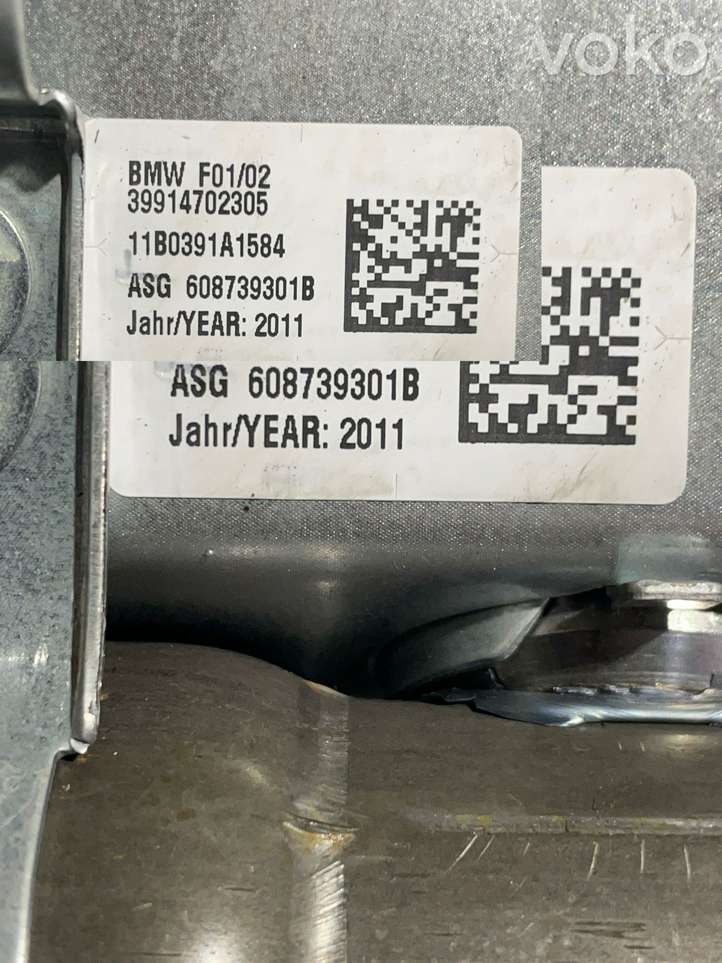 voko
BMW F01/02
39914702305
11B0391A1584
ASG 608739301B
Jahr/YEAR: 2011
ASG 608739301B
Jahr/YEAR: 2011